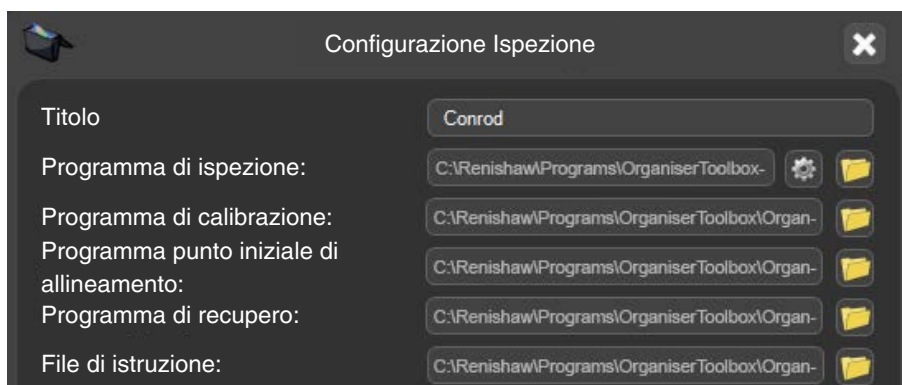 Configurazione Ispezione
Titolo Conrod
Programma di ispezione: C:\Renishaw\Programs\OrganiserToolbox-
Programma di calibrazione: C:\Renishaw\Programs\OrganiserToolbox\Organ-
Programma punto iniziale di
allineamento: C:\Renishaw\Programs\OrganiserToolbox\Organ-
Programma di recupero: C:\Renishaw\Programs\OrganiserToolbox\Organ-
File di istruzione: C:\Renishaw\Programs\OrganiserToolbox\Organ-